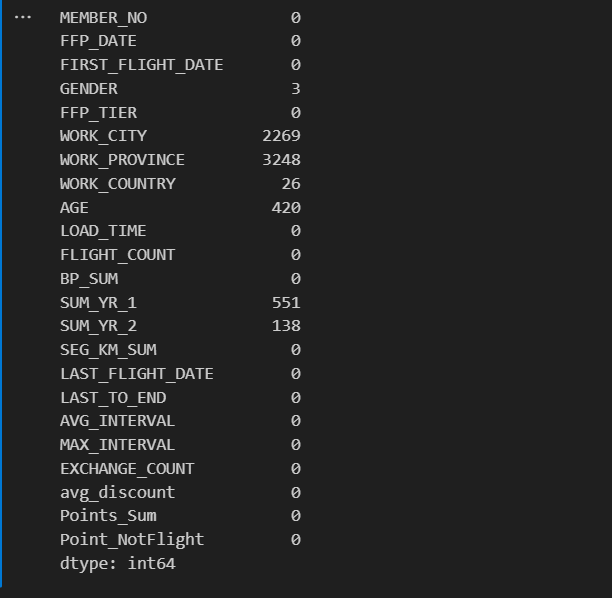 MEMBER_NO 0
FFP_DATE 0
FIRST_FLIGHT_DATE 0
GENDER 3
FFP_TIER 0
WORK_CITY 2269
WORK_PROVINCE 3248
WORK_COUNTRY 26
AGE 420
LOAD_TIME 0
FLIGHT_COUNT 0
BP_SUM 0
SUM_YR_1 551
SUM_YR_2 138
SEG_KM_SUM 0
LAST_FLIGHT_DATE 0
LAST_TO_END 0
AVG_INTERVAL 0
MAX_INTERVAL 0
EXCHANGE_COUNT 0
avg_discount 0
Points_Sum 0
Point_NotFlight 0
dtype: int64